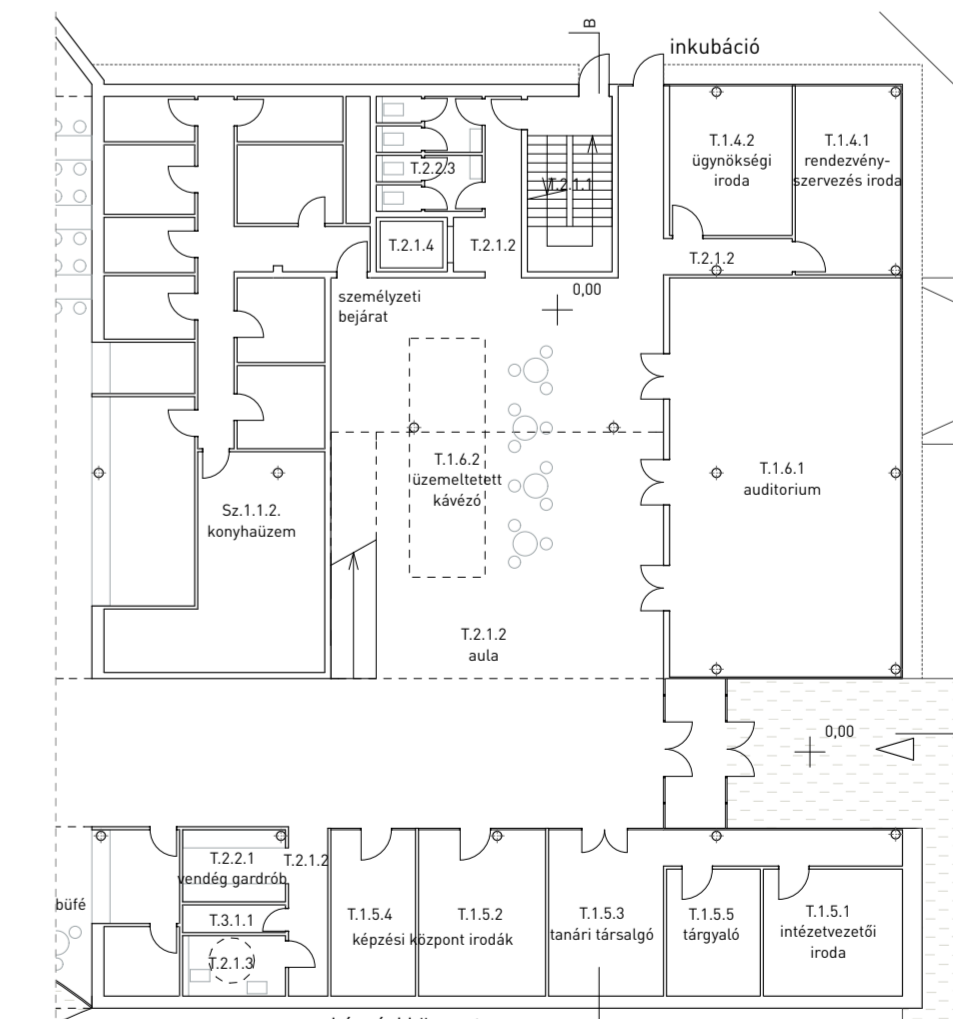 B
inkubáció
T.1.4.2
ügynökségi
iroda
T.1.4.1
rendezvény-
szervezés iroda
T.2.2.3
T.2.1.1
T.2.1.4
T.2.1.2
T.2.1.2
személyzeti
bejárat
0,00
T.1.6.2
üzemeltetett
kávézó
T.1.6.1
auditorium
Sz.1.1.2.
konyhaüzem
T.2.1.2
aula
0,00
T.2.2.1
vendég gardrób
T.2.1.2
büfé
T.3.1.1
T.2.1.3
T.1.5.4
T.1.5.2
képzési központ irodák
T.1.5.3
tanári társalgó
T.1.5.5
tárgyaló
T.1.5.1
intézetvezetői
iroda